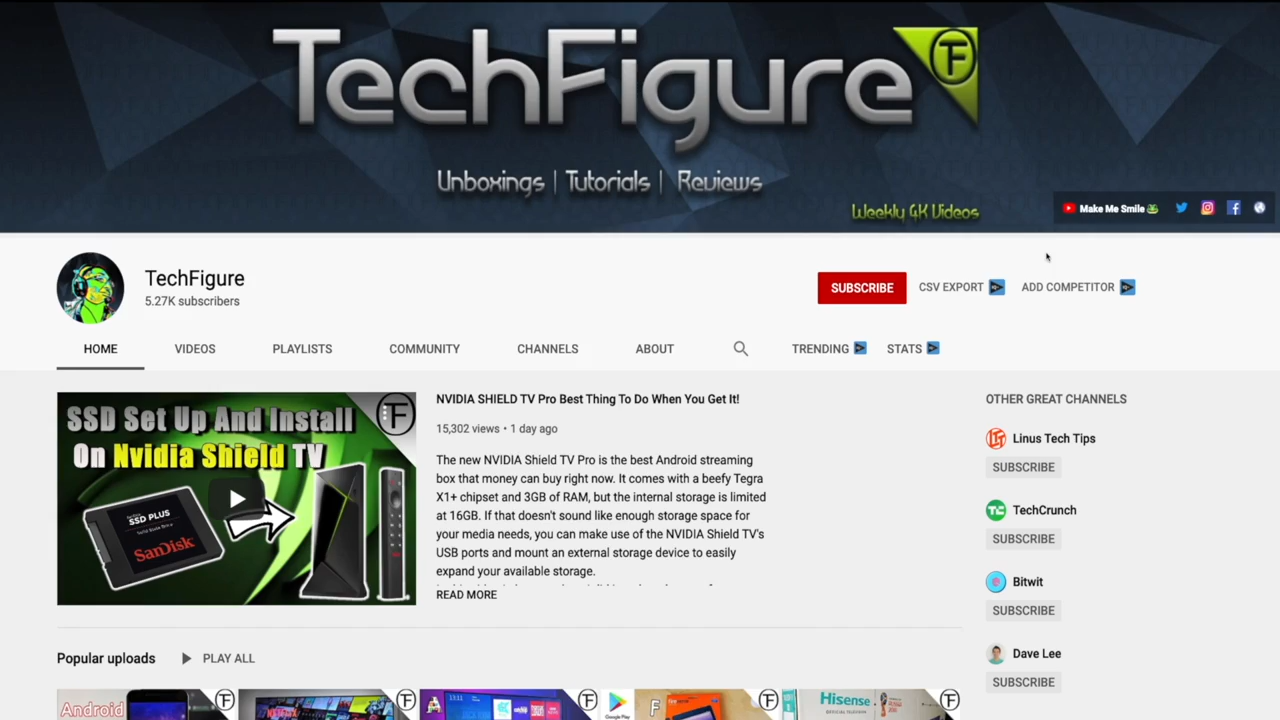 TechFigure
Unboxings | Tutorials | Reviews
Weekly 4K Videos
Make Me Smile
TechFigure
5.27K subscribers
SUBSCRIBE
CSV EXPORT
ADD COMPETITOR
HOME
VIDEOS
PLAYLISTS
COMMUNITY
CHANNELS
ABOUT
TRENDING
STATS
SSD Set Up And Install
On Nvidia Shield TV
SSD PLUS
SanDisk
NVIDIA SHIELD TV Pro Best Thing To Do When You Get It!
15,302 views • 1 day ago
The new NVIDIA Shield TV Pro is the best Android streaming
box that money can buy right now. It comes with a beefy Tegra
X1+ chipset and 3GB of RAM, but the internal storage is limited
at 16GB. If that doesn't sound like enough storage space for
your media needs, you can make use of the NVIDIA Shield TV's
USB ports and mount an external storage device to easily
expand your available storage.
READ MORE
OTHER GREAT CHANNELS
Linus Tech Tips
SUBSCRIBE
TechCrunch
SUBSCRIBE
Bitwit
SUBSCRIBE
Dave Lee
SUBSCRIBE
Popular uploads
PLAY ALL
Android
Google Play
Hisense